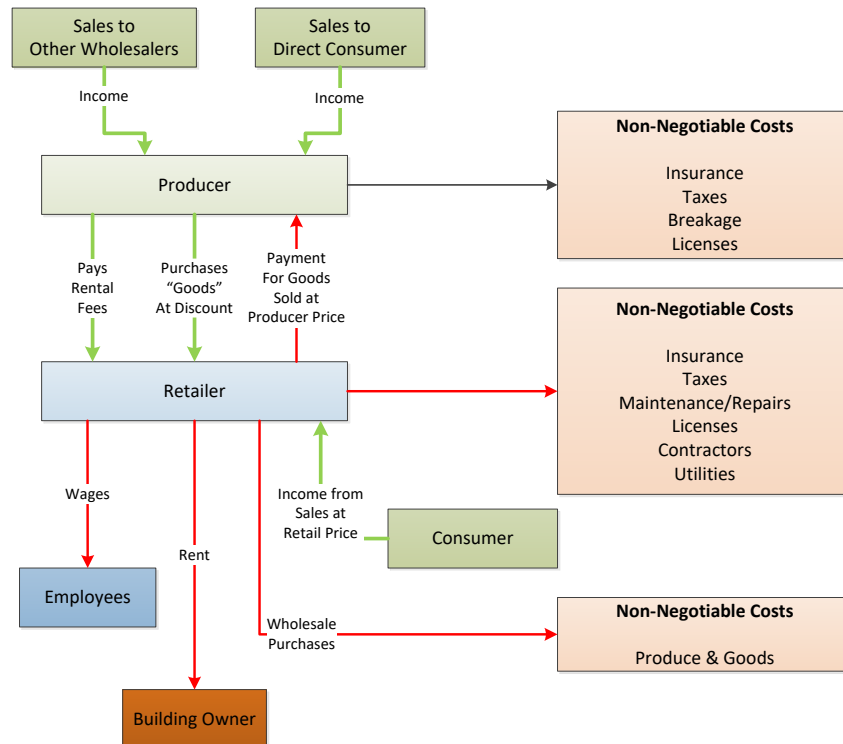 Sales to
Other Wholesalers
Sales to
Direct Consumer
Income
Income
Non-Negotiable Costs
Insurance
Taxes
Breakage
Licenses
Producer
Pays
Rental
Fees
Purchases
“Goods”
At Discount
Payment
For Goods
Sold at
Producer Price
Non-Negotiable Costs
Insurance
Taxes
Maintenance/Repairs
Licenses
Contractors
Utilities
Retailer
Wages
Income from
Sales at
Retail Price
Consumer
Rent
Employees
Wholesale
Purchases
Non-Negotiable Costs
Produce & Goods
Building Owner